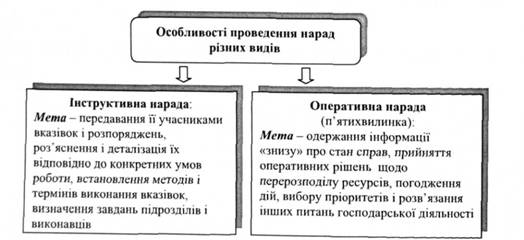 Особливості проведення нарад
різних видів
Інструктивна нарада:
Мета – передавання її учасниками
вказівок і розпоряджень,
роз’яснення і деталізація їх
відповідно до конкретних умов
роботи, встановлення методів і
термінів виконання вказівок,
визначення завдань підрозділів і
виконавців
Оперативна нарада
(п’ятихвилинка):
Мета – одержання інформації
«знизу» про стан справ, прийняття
оперативних рішень щодо
перерозподілу ресурсів, погодження
дій, вибору пріоритетів і розв’язання
інших питань господарської діяльності